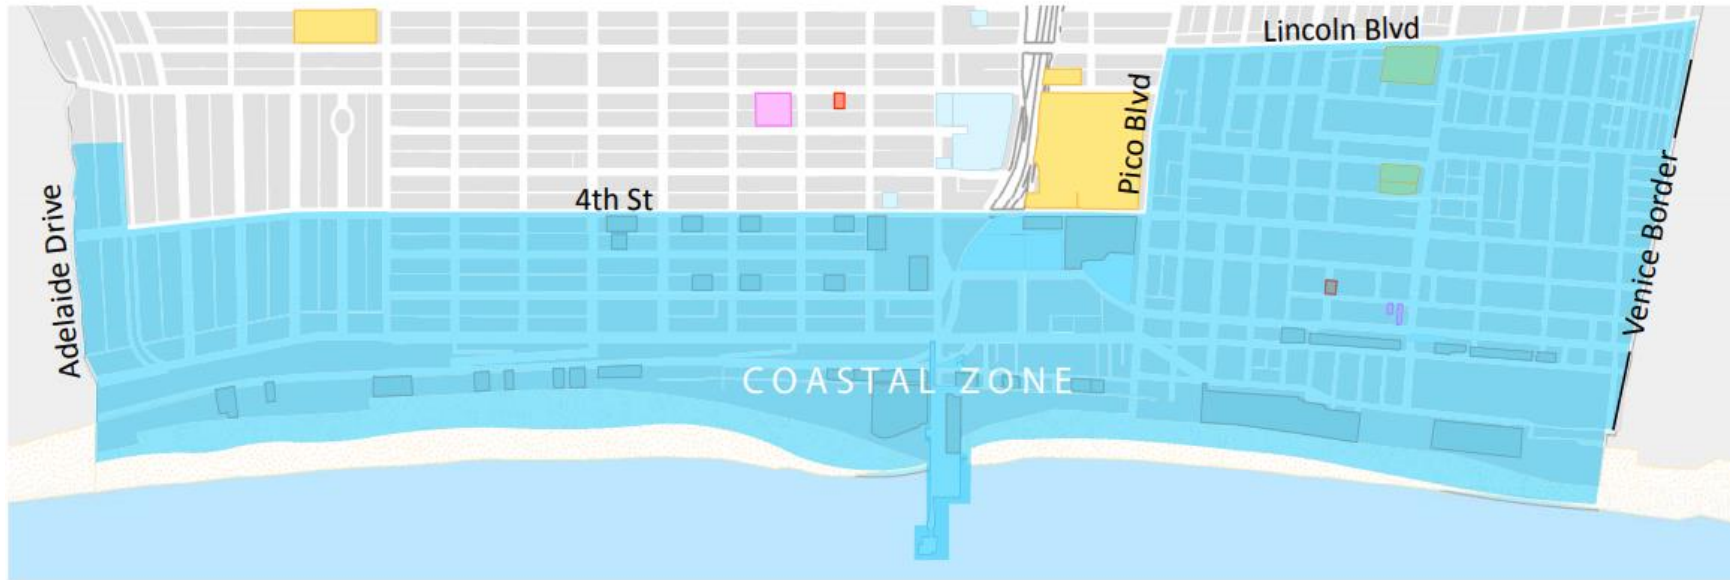 Lincoln Blvd
Pico Blvd
4th St
Adelaide Drive
Venice Border
COASTAL ZONE